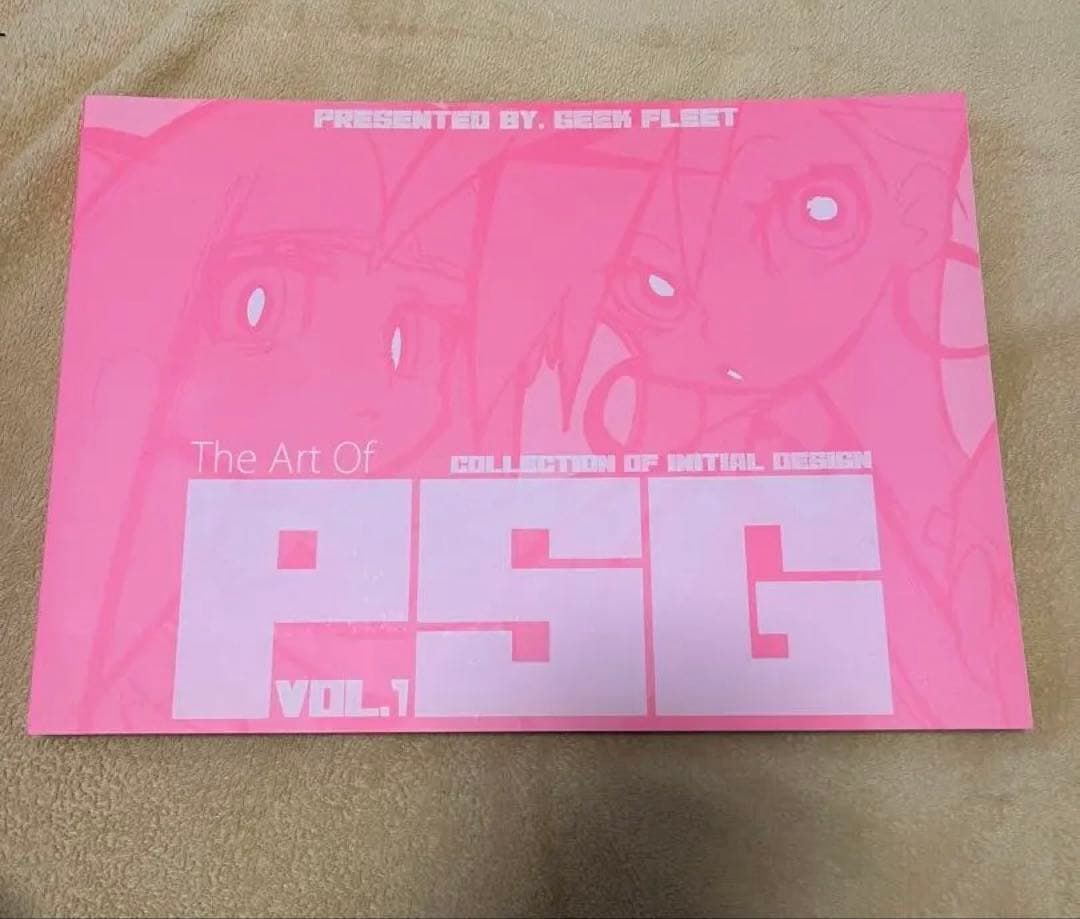 PRESENTED BY. GEEK FLEET
The Art Of
COLLECTION OF INITIAL DESIGN
PSG
VOL.1